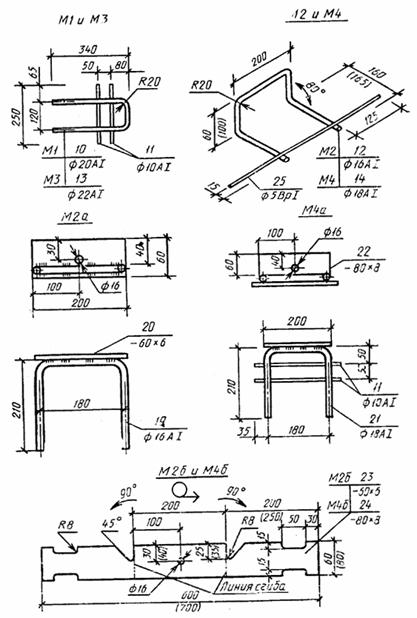 М1 и М3
340
50 80
65
R20
250
120
М1 10
ф20АI
М3 13
ф22АI
11
ф10АI
12 и М4
200
R20
80°
160
(165)
125
60
(100)
15
25
ф5ВрI
М2 12
ф16АI
М4 14
ф18АI
М2а
30
40
60
ф16
100
200
20
-60×6
210
180
19
ф16АI
М4а
100
ф16
60
40
22
-80×8
200
50
210
11
ф10АI
21
ф18АI
35
180
М2б и М4б
90°
90°
200
200
(250)
100
50 30
М2б 23
-50×6
М4б 24
-80×8
R8
45°
30
(40)
25
(35)
R8
15
15
60
(80)
ф16
600
(700)
Линия сгиба